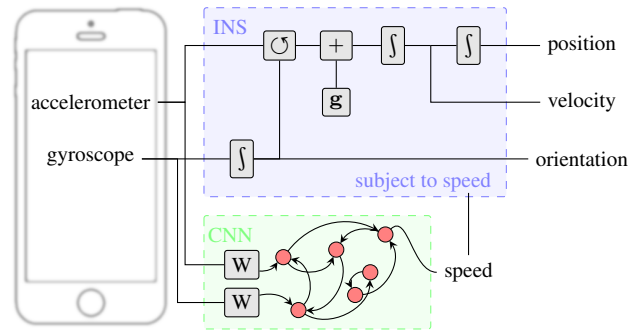 INS
↺ + ∫ ∫ position
accelerometer g velocity
gyroscope ∫ orientation
subject to speed
CNN
W speed
W